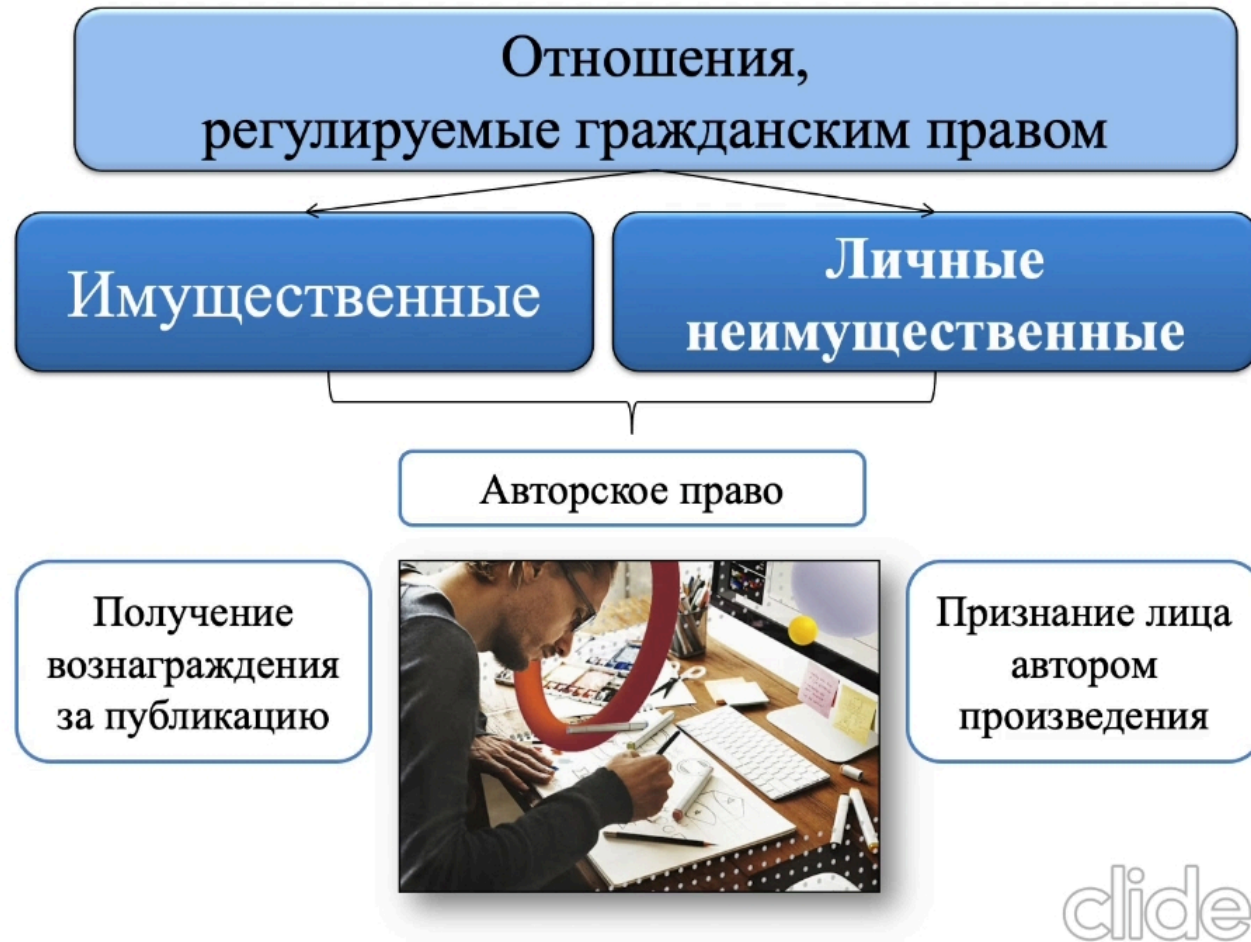 Отношения,
регулируемые гражданским правом
Имущественные
Личные
неимущественные
Авторское право
Получение
вознаграждения
за публикацию
Признание лица
автором
произведения
clide